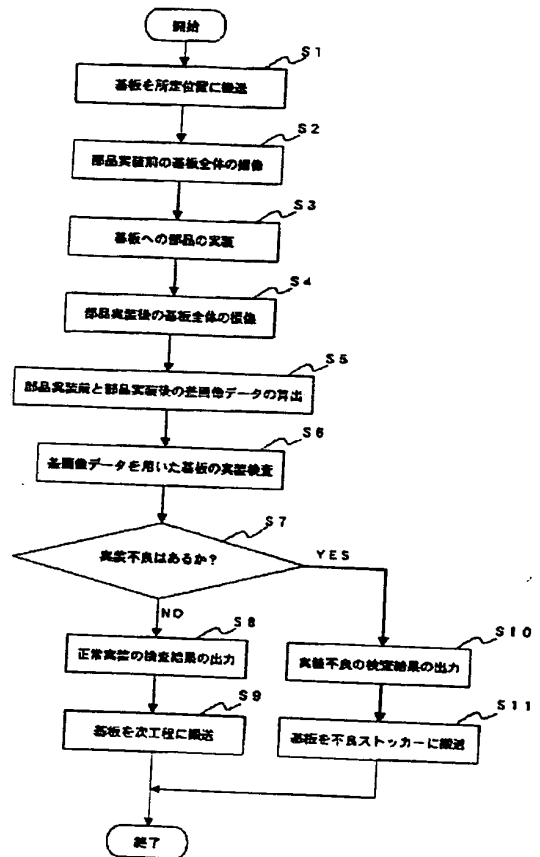 開始
S1
基板を所定位置に搬送
S2
部品実装前の基板全体の撮像
S3
基板への部品の実装
S4
部品実装後の基板全体の撮像
S5
部品実装前と部品実装後の差画像データの算出
S6
差画像データを用いた基板の実装検査
S7
実装不良はあるか?
YES
NO
S8
正常実装の検査結果の出力
S10
実装不良の検査結果の出力
S9
基板を次工程に搬送
S11
基板を不良ストッカーに搬送
終了